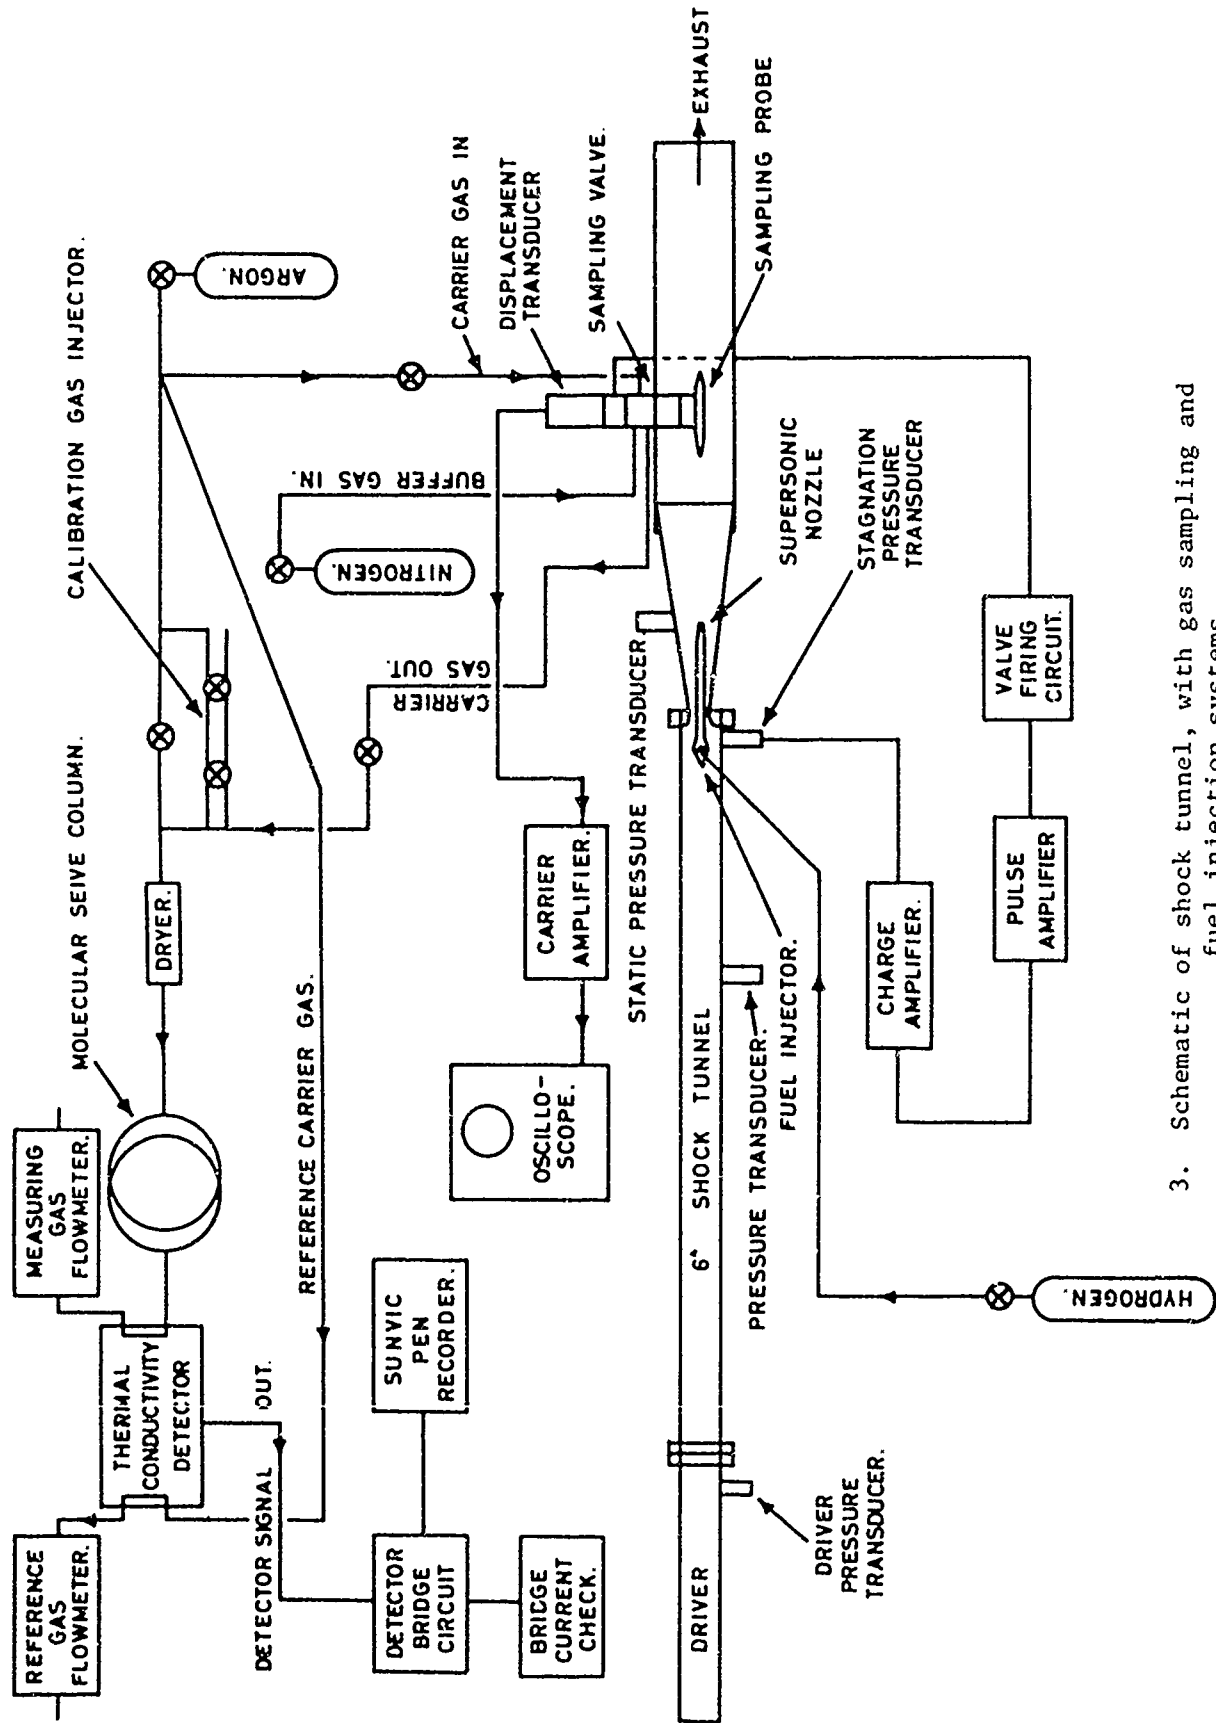 REFERENCE
GAS
FLOWMETER.
MEASURING
GAS
FLOWMETER.
MOLECULAR SEIVE COLUMN.
CALIBRATION GAS INJECTOR.
THERMAL
CONDUCTIVITY
DETECTOR
DRYER.
ARGON.
DETECTOR SIGNAL OUT.
REFERENCE CARRIER GAS.
CARRIER
GAS OUT.
NITROGEN.
BUFFER GAS IN.
CARRIER GAS IN
DETECTOR
BRIDGE
CIRCUIT
SUNVIC
PEN
RECORDER.
BRIDGE
CURRENT
CHECK.
OSCILLO-
SCOPE.
CARRIER
AMPLIFIER.
DISPLACEMENT
TRANSDUCER
SAMPLING VALVE.
STATIC PRESSURE TRANSDUCER.
DRIVER
6" SHOCK TUNNEL
EXHAUST
SAMPLING PROBE
DRIVER
PRESSURE
TRANSDUCER.
PRESSURE TRANSDUCER.
FUEL INJECTOR.
SUPERSONIC
NOZZLE
STAGNATION
PRESSURE
TRANSDUCER
HYDROGEN.
CHARGE
AMPLIFIER.
PULSE
AMPLIFIER
VALVE
FIRING
CIRCUIT.
3. Schematic of shock tunnel, with gas sampling and
fuel injection systems